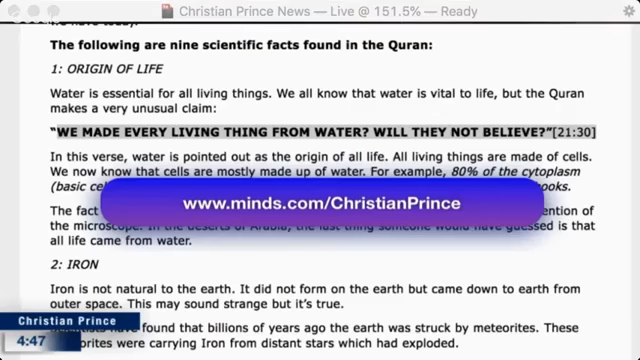 Christian Prince News — Live @ 151.5% — Ready
The following are nine scientific facts found in the Quran:
1: ORIGIN OF LIFE
Water is essential for all living things. We all know that water is vital to life, but the Quran
makes a very unusual claim:
“WE MADE EVERY LIVING THING FROM WATER? WILL THEY NOT BELIEVE?”[21:30]
In this verse, water is pointed out as the origin of all life. All living things are made of cells.
We now know that cells are mostly made up of water. For example, 80% of the cytoplasm
(basic
www.minds.com/ChristianPrince
The fact
the microscope. In the deserts of Arabia, the last thing someone would have guessed is that
all life came from water.
2: IRON
Iron is not natural to the earth. It did not form on the earth but came down to earth from
outer space. This may sound strange but it's true.
Christian Prince
found that billions of years ago the earth was struck by meteorites. These
4:47
were carrying Iron from distant stars which had exploded.